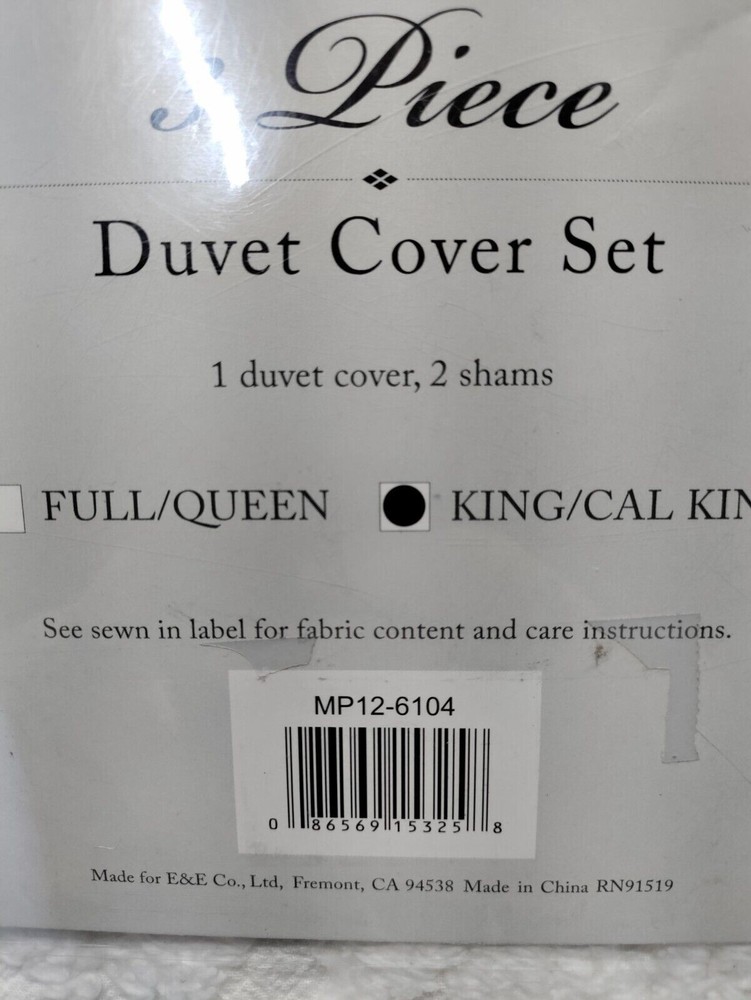 3 Piece
Duvet Cover Set
1 duvet cover, 2 shams
FULL/QUEEN KING/CAL KIN
See sewn in label for fabric content and care instructions.
MP12-6104
0 86569 15325 8
Made for E&E Co., Ltd, Fremont, CA 94538 Made in China RN91519